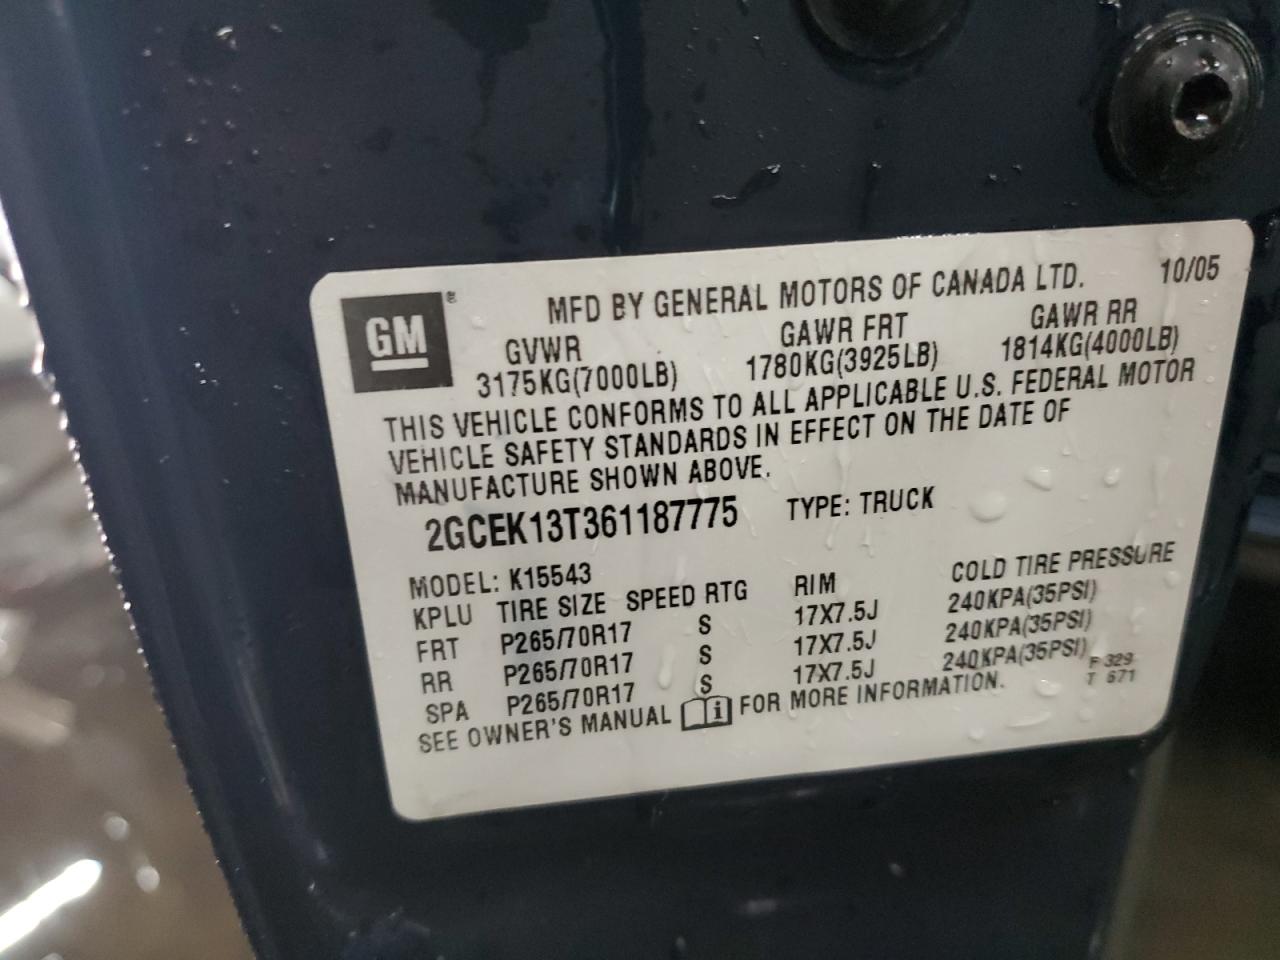 GM ®
MFD BY GENERAL MOTORS OF CANADA LTD. 10/05
GVWR GAWR FRT GAWR RR
3175KG(7000LB) 1780KG(3925LB) 1814KG(4000LB)
THIS VEHICLE CONFORMS TO ALL APPLICABLE U.S. FEDERAL MOTOR
VEHICLE SAFETY STANDARDS IN EFFECT ON THE DATE OF
MANUFACTURE SHOWN ABOVE.
2GCEK13T361187775 TYPE: TRUCK
MODEL: K15543
KPLU TIRE SIZE SPEED RTG RIM COLD TIRE PRESSURE
FRT P265/70R17 S 17X7.5J 240KPA(35PSI)
RR P265/70R17 S 17X7.5J 240KPA(35PSI)
SPA P265/70R17 S 17X7.5J 240KPA(35PSI)
SEE OWNER'S MANUAL i FOR MORE INFORMATION.
F 329
T 671